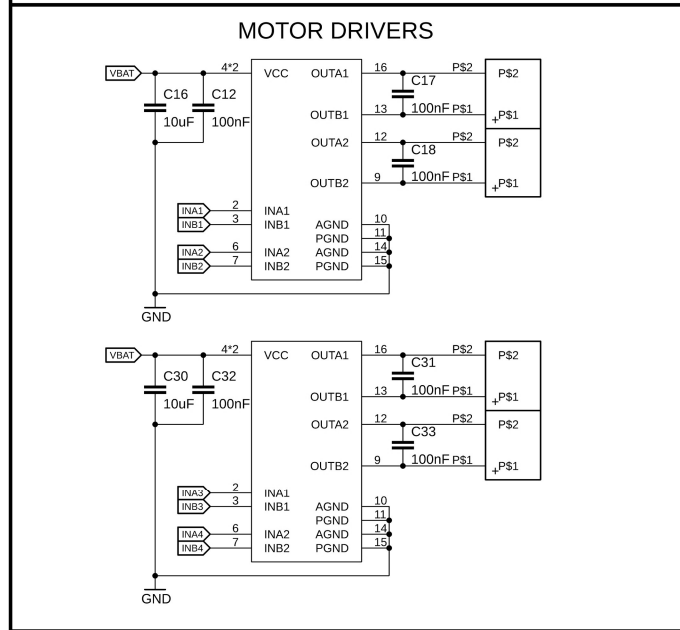 MOTOR DRIVERS
VBAT 4*2 VCC OUTA1 16 P$2 P$2
C16 C12 C17
10uF 100nF OUTB1 13 100nF P$1 +P$1
OUTA2 12 P$2 P$2
C18
OUTB2 9 100nF P$1 +P$1
INA1 2 INA1 AGND 10
INB1 3 INB1 PGND 11
INA2 6 INA2 AGND 14
INB2 7 INB2 PGND 15
GND
VBAT 4*2 VCC OUTA1 16 P$2 P$2
C30 C32 C31
10uF 100nF OUTB1 13 100nF P$1 +P$1
OUTA2 12 P$2 P$2
C33
OUTB2 9 100nF P$1 +P$1
INA3 2 INA1 AGND 10
INB3 3 INB1 PGND 11
INA4 6 INA2 AGND 14
INB4 7 INB2 PGND 15
GND